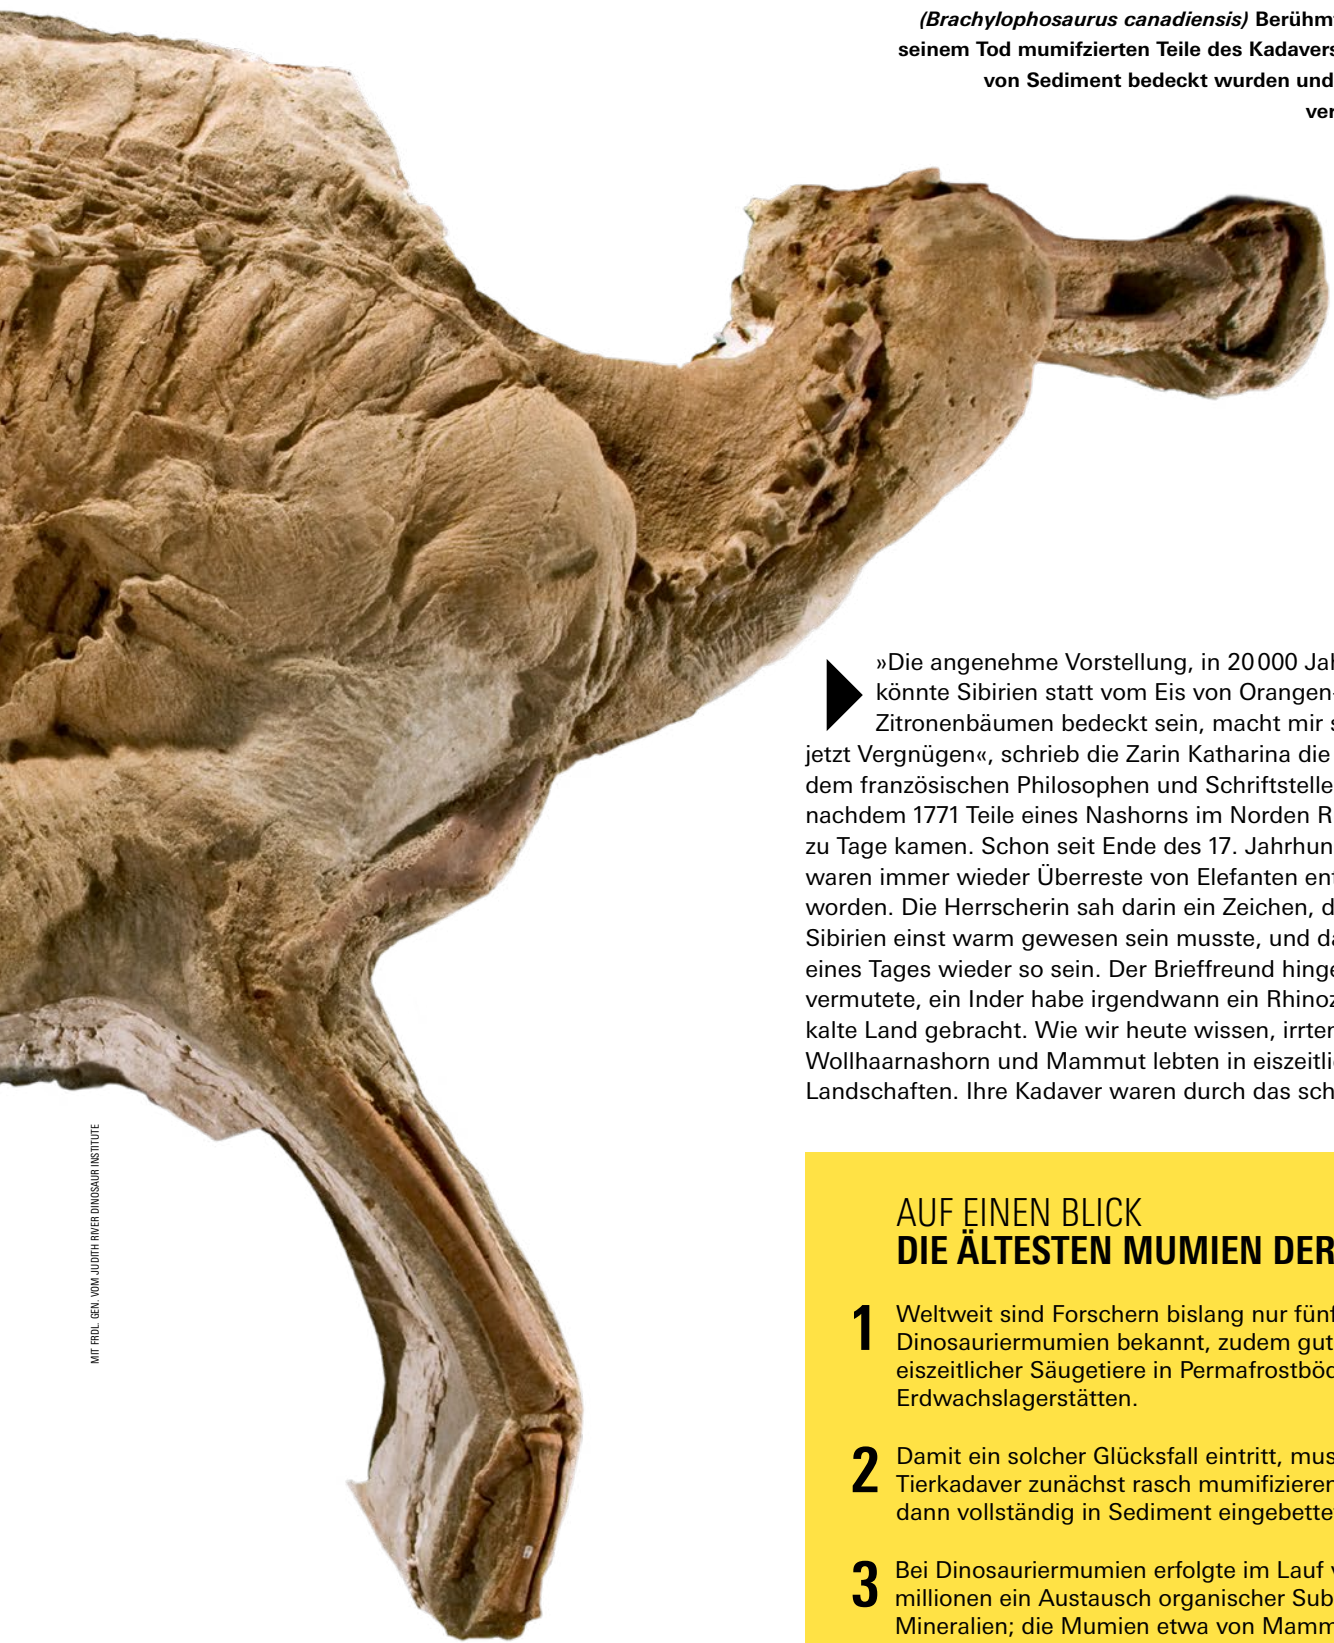 (Brachylophosaurus canadiensis) Berühm
seinem Tod mumifzierten Teile des Kadavers
von Sediment bedeckt wurden und
ver
»Die angenehme Vorstellung, in 20 000 Jah
könnte Sibirien statt vom Eis von Orangen-
Zitronenbäumen bedeckt sein, macht mir s
jetzt Vergnügen«, schrieb die Zarin Katharina die
dem französischen Philosophen und Schriftstelle
nachdem 1771 Teile eines Nashorns im Norden R
zu Tage kamen. Schon seit Ende des 17. Jahrhun
waren immer wieder Überreste von Elefanten ent
worden. Die Herrscherin sah darin ein Zeichen, d
Sibirien einst warm gewesen sein musste, und da
eines Tages wieder so sein. Der Brieffreund hinge
vermutete, ein Inder habe irgendwann ein Rhinoz
kalte Land gebracht. Wie wir heute wissen, irrten
Wollhaarnashorn und Mammut lebten in eiszeitli
Landschaften. Ihre Kadaver waren durch das sch
MIT FRDL. GEN. VOM JUDITH RIVER DINOSAUR INSTITUTE
AUF EINEN BLICK
DIE ÄLTESTEN MUMIEN DER
1 Weltweit sind Forschern bislang nur fünf
Dinosauriermumien bekannt, zudem gut
eiszeitlicher Säugetiere in Permafrostböd
Erdwachslagerstätten.
2 Damit ein solcher Glücksfall eintritt, mus
Tierkadaver zunächst rasch mumifizieren
dann vollständig in Sediment eingebette
3 Bei Dinosauriermumien erfolgte im Lauf v
millionen ein Austausch organischer Sub
Mineralien; die Mumien etwa von Mamm